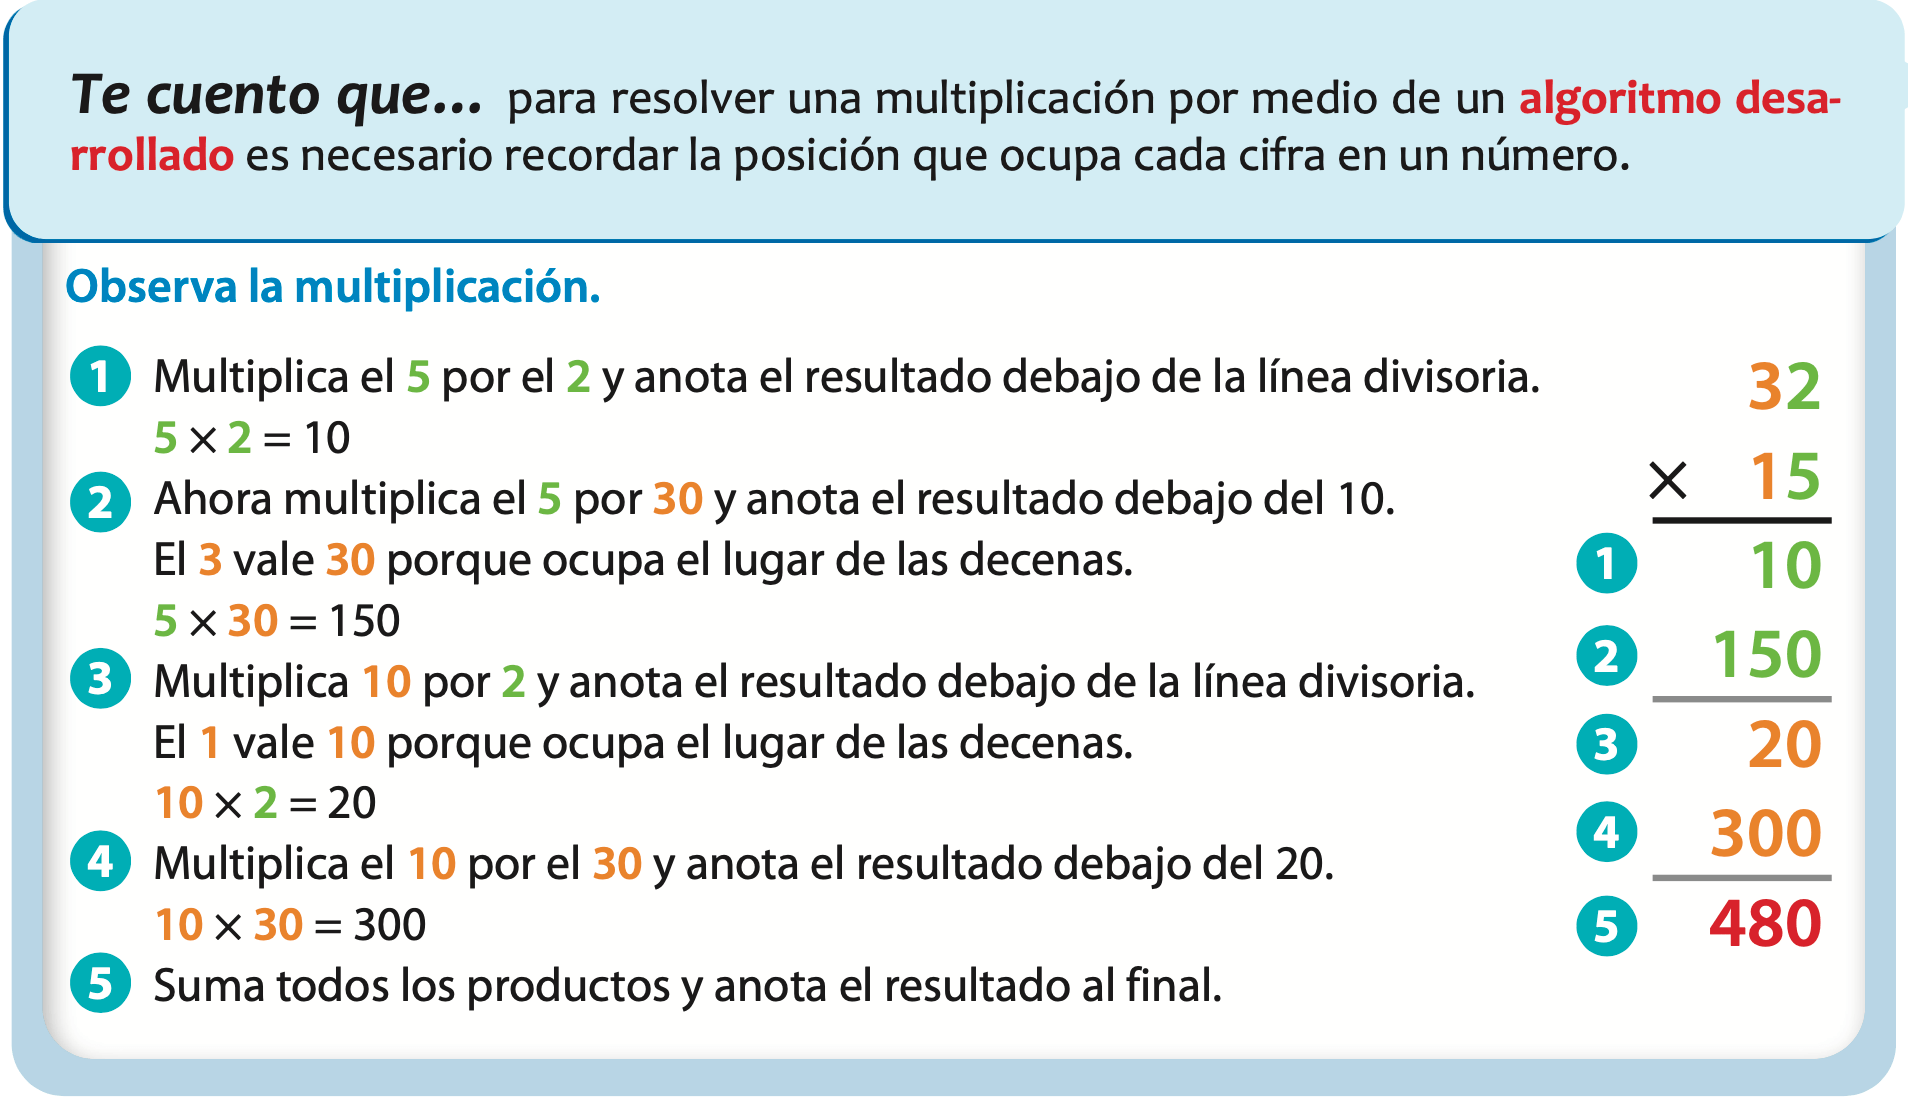 Te cuento que... para resolver una multiplicación por medio de un algoritmo desa-
rrollado es necesario recordar la posición que ocupa cada cifra en un número.
Observa la multiplicación.
1 Multiplica el 5 por el 2 y anota el resultado debajo de la línea divisoria.
5 × 2 = 10
2 Ahora multiplica el 5 por 30 y anota el resultado debajo del 10.
El 3 vale 30 porque ocupa el lugar de las decenas.
5 × 30 = 150
3 Multiplica 10 por 2 y anota el resultado debajo de la línea divisoria.
El 1 vale 10 porque ocupa el lugar de las decenas.
10 × 2 = 20
4 Multiplica el 10 por el 30 y anota el resultado debajo del 20.
10 × 30 = 300
5 Suma todos los productos y anota el resultado al final.
32
× 15
1 10
2 150
3 20
4 300
5 480